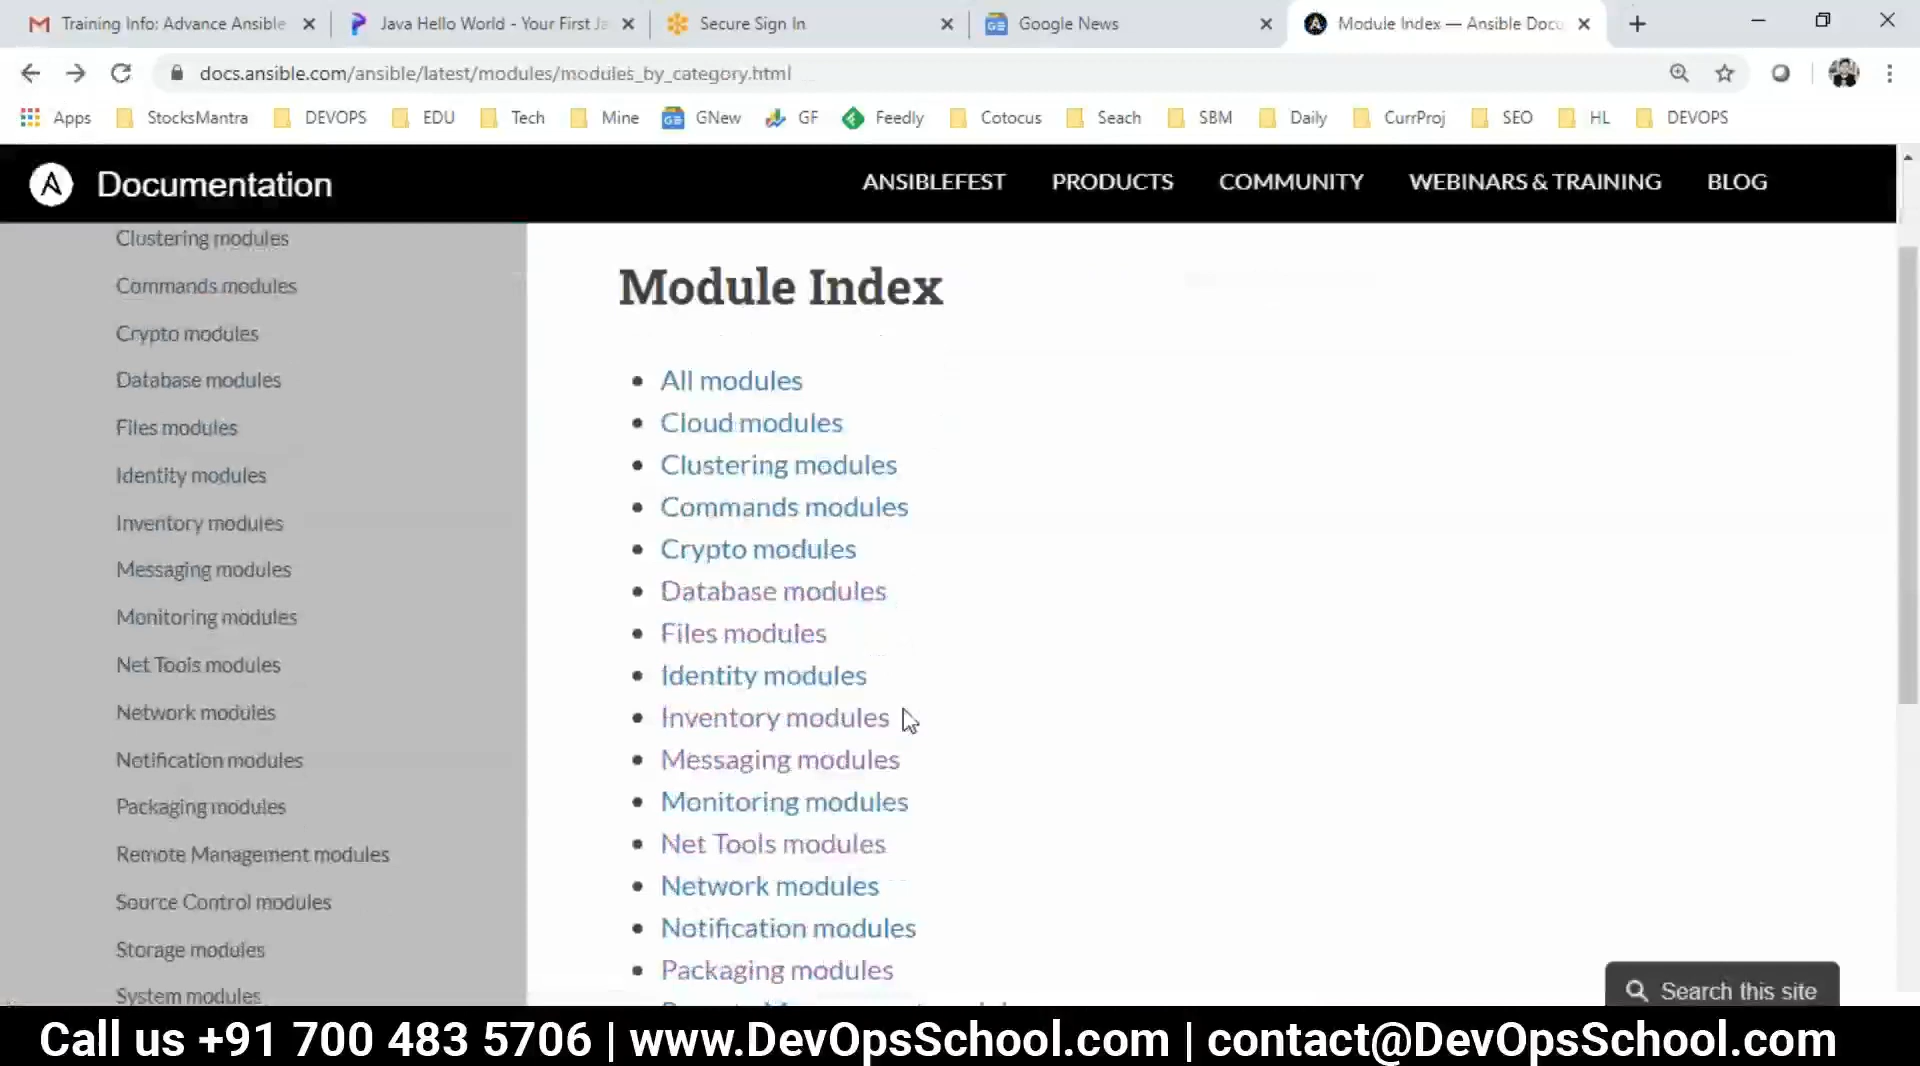 Training Info: Advance Ansible
Java Hello World - Your First Ja
Secure Sign In
Google News
Module Index — Ansible Docu
docs.ansible.com/ansible/latest/modules/modules_by_category.html
Apps StocksMantra DEVOPS EDU Tech Mine GNew GF Feedly Cotocus Seach SBM Daily CurrProj SEO HL DEVOPS
Documentation
ANSIBLEFEST PRODUCTS COMMUNITY WEBINARS & TRAINING BLOG
Clustering modules
Commands modules
Crypto modules
Database modules
Files modules
Identity modules
Inventory modules
Messaging modules
Monitoring modules
Net Tools modules
Network modules
Notification modules
Packaging modules
Remote Management modules
Source Control modules
Storage modules
System modules
Module Index
All modules
Cloud modules
Clustering modules
Commands modules
Crypto modules
Database modules
Files modules
Identity modules
Inventory modules
Messaging modules
Monitoring modules
Net Tools modules
Network modules
Notification modules
Packaging modules
Search this site
Call us +91 700 483 5706 | www.DevOpsSchool.com | contact@DevOpsSchool.com